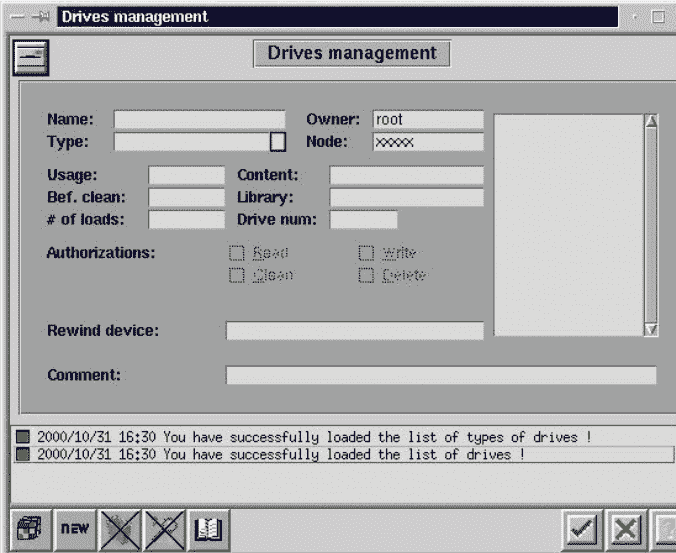 Drives management
Drives management
Name: Owner: root
Type: Node: xxxxx
Usage: Content:
Bef. clean: Library:
# of loads: Drive num:
Authorizations: Read Write
Clean Delete
Rewind device:
Comment:
2000/10/31 16:30 You have successfully loaded the list of types of drives !
2000/10/31 16:30 You have successfully loaded the list of drives !
NEW